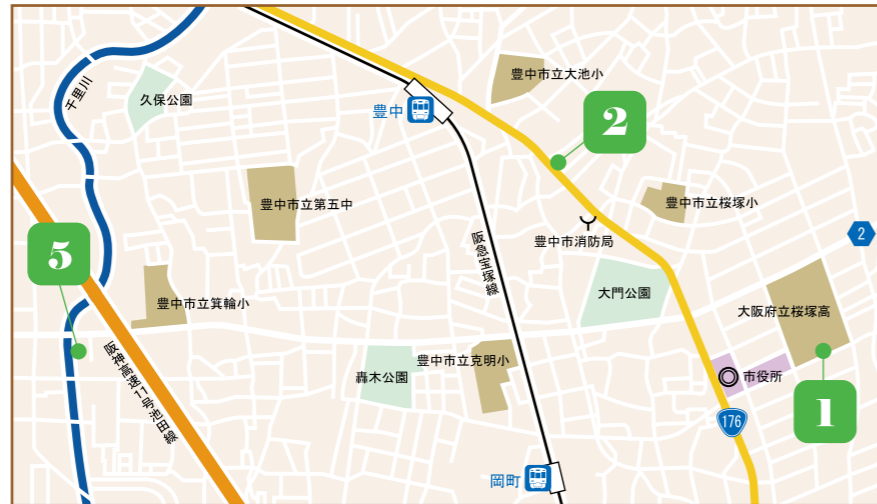 千里川
久保公園
豊中
豊中市立大池小
2
豊中市立第五中
豊中市立桜塚小
豊中市消防局
2
5
阪急宝塚線
大門公園
大阪府立桜塚高
豊中市立箕輪小
阪神高速11号池田線
轟木公園
豊中市立克明小
市役所
176
1
岡町